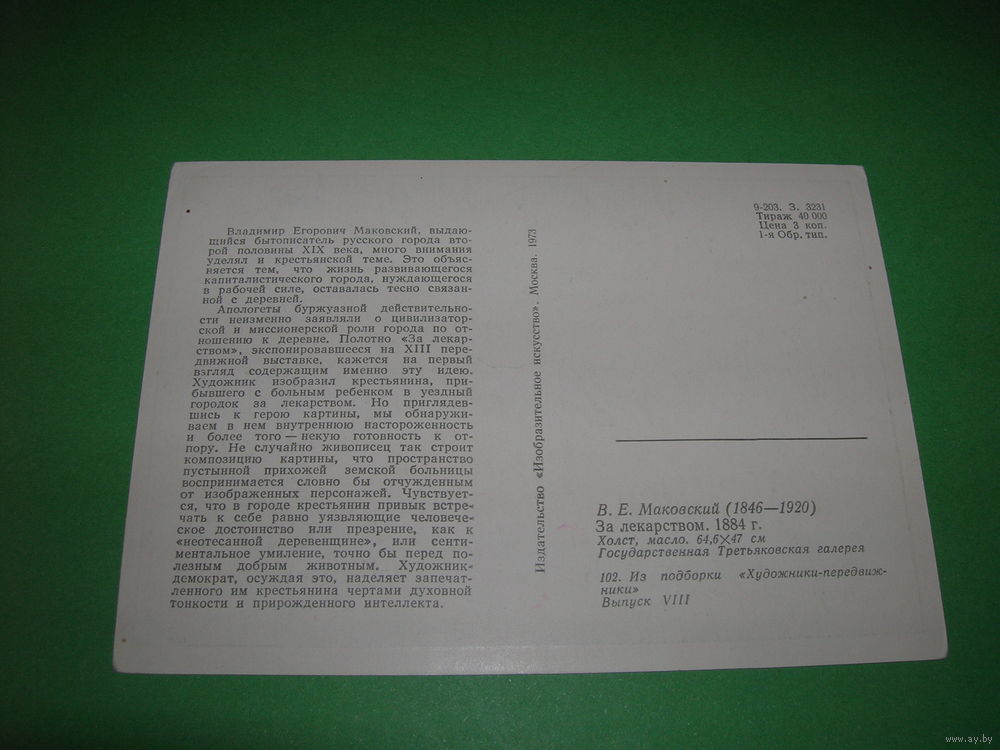 Владимир Егорович Маковский, выдаю-
щийся бытописатель русского города вто-
рой половины XIX века, много внимания
уделял и крестьянской теме. Это объяс-
няется тем, что жизнь развивающегося
капиталистического города, нуждающегося
в рабочей силе, оставалась тесно связан-
ной с деревней.
Апологеты буржуазной действительно-
сти неизменно заявляли о цивилизатор-
ской и миссионерской роли города по от-
ношению к деревне. Полотно «За лекар-
ством», экспонировавшееся на XIII пере-
движной выставке, кажется на первый
взгляд содержащим именно эту идею.
Художник изобразил крестьянина, при-
бывшего с больным ребенком в уездный
городок за лекарством. Но приглядев-
шись к герою картины, мы обнаружи-
ваем в нем внутреннюю настороженность
и более того — некую готовность к от-
пору. Не случайно живописец так строит
композицию картины, что пространство
пустынной прихожей земской больницы
воспринимается словно бы отчужденным
от изображенных персонажей. Чувствует-
ся, что в городе крестьянин привык встре-
чать к себе равно уязвляющие человече-
ское достоинство или презрение, как к
«неотесанной деревенщине», или сенти-
ментальное умиление, точно бы перед по-
лезным добрым животным. Художник-
демократ, осуждая это, наделяет запечат-
ленного им крестьянина чертами духовной
тонкости и прирожденного интеллекта.
Издательство «Изобразительное искусство». Москва. 1973
9-203. З. 3231
Тираж 40 000
Цена 3 коп.
1-я Обр. тип.
В. Е. Маковский (1846—1920)
За лекарством. 1884 г.
Холст, масло. 64,6×47 см
Государственная Третьяковская галерея
102. Из подборки «Художники-передвиж-
ники»
Выпуск VIII
www.ay.by